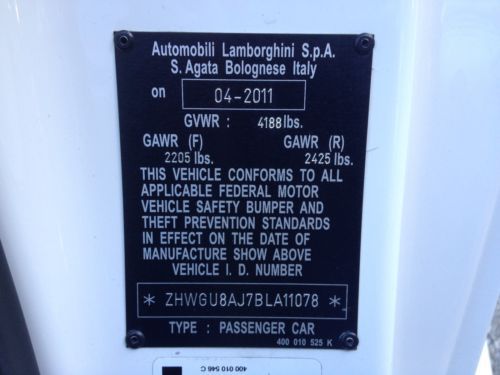 Automobili Lamborghini S.p.A.
S. Agata Bolognese Italy
on 04-2011
GVWR : 4188 lbs.
GAWR (F) GAWR (R)
2205 lbs. 2425 lbs.
THIS VEHICLE CONFORMS TO ALL
APPLICABLE FEDERAL MOTOR
VEHICLE SAFETY BUMPER AND
THEFT PREVENTION STANDARDS
IN EFFECT ON THE DATE OF
MANUFACTURE SHOW ABOVE
VEHICLE I. D. NUMBER
* ZHWGU8AJ7BLA11078 *
TYPE : PASSENGER CAR
400 010 525 K
400 010 546 C